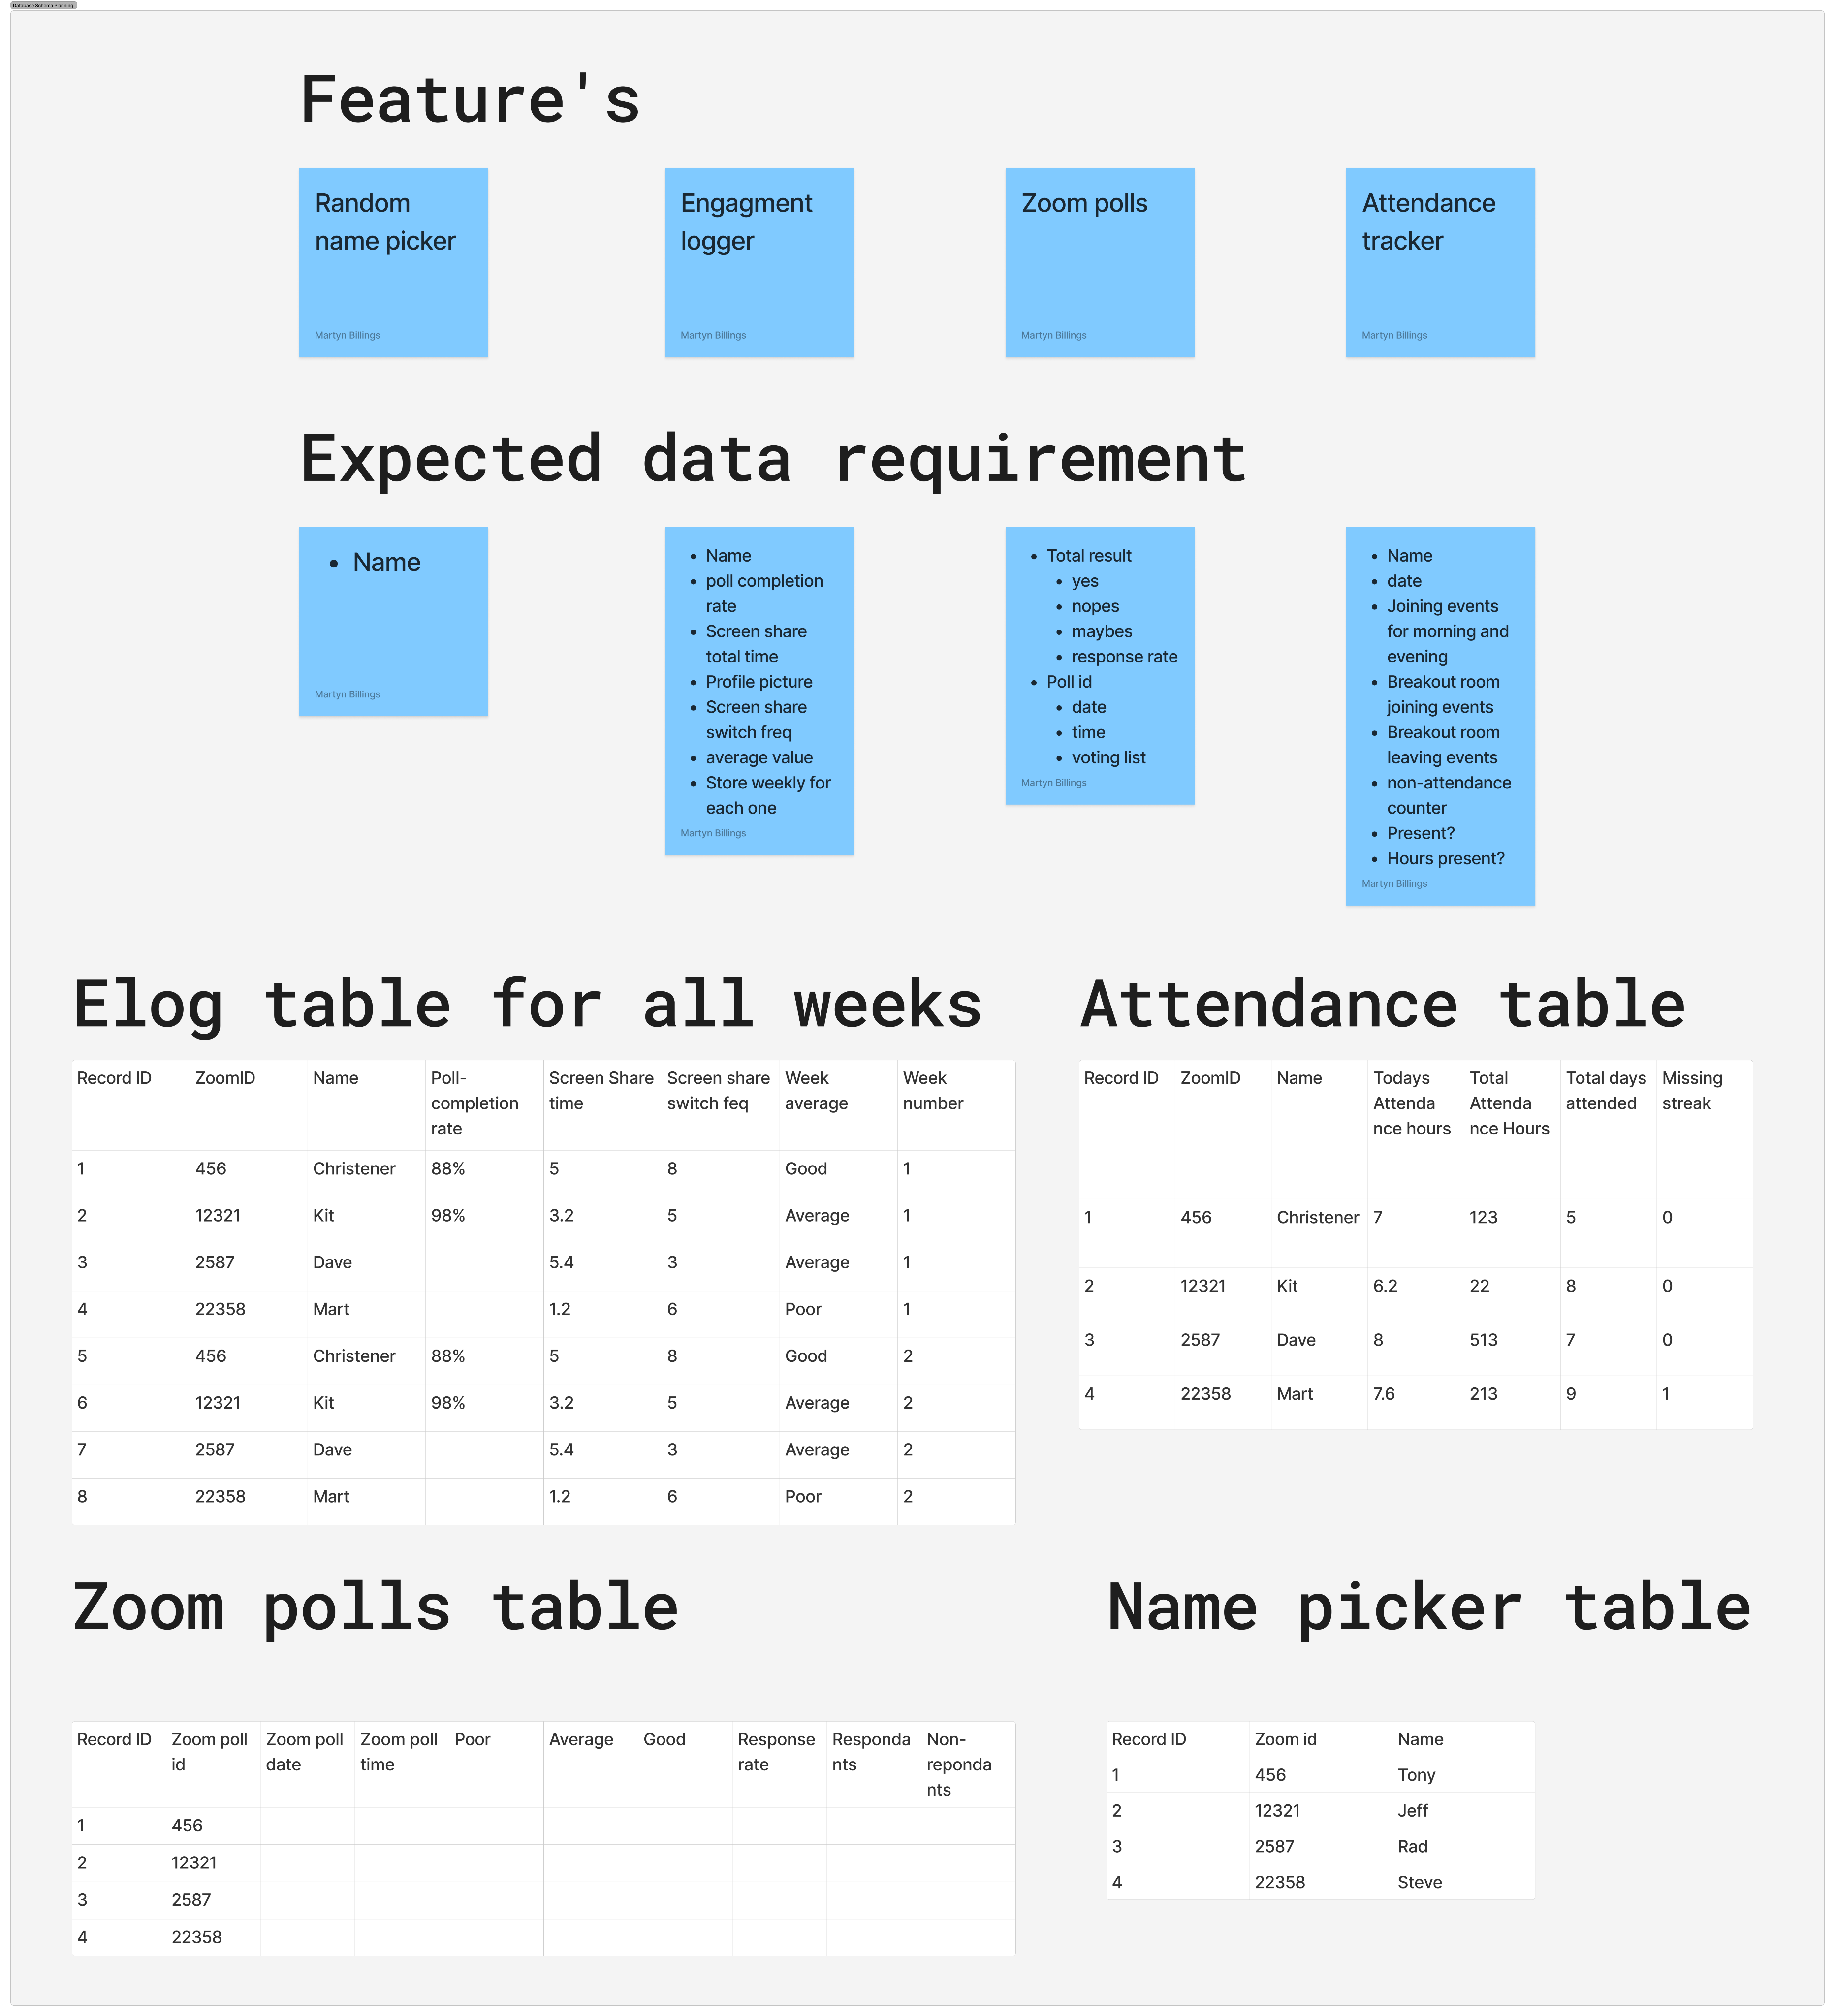 Database Schema Planning
Feature's
Random
name picker
Martyn Billings
Engagment
logger
Martyn Billings
Zoom polls
Martyn Billings
Attendance
tracker
Martyn Billings
Expected data requirement
• Name
Martyn Billings
• Name
• poll completion
rate
• Screen share
total time
• Profile picture
• Screen share
switch freq
• average value
• Store weekly for
each one
Martyn Billings
• Total result
• yes
• nopes
• maybes
• response rate
• Poll id
• date
• time
• voting list
Martyn Billings
• Name
• date
• Joining events
for morning and
evening
• Breakout room
joining events
• Breakout room
leaving events
• non-attendance
counter
• Present?
• Hours present?
Martyn Billings
Elog table for all weeks
Record ID ZoomID Name Poll-completion rate Screen Share time Screen share switch feq Week average Week number
1 456 Christener 88% 5 8 Good 1
2 12321 Kit 98% 3.2 5 Average 1
3 2587 Dave 5.4 3 Average 1
4 22358 Mart 1.2 6 Poor 1
5 456 Christener 88% 5 8 Good 2
6 12321 Kit 98% 3.2 5 Average 2
7 2587 Dave 5.4 3 Average 2
8 22358 Mart 1.2 6 Poor 2
Attendance table
Record ID ZoomID Name Todays Attenda nce hours Total Attenda nce Hours Total days attended Missing streak
1 456 Christener 7 123 5 0
2 12321 Kit 6.2 22 8 0
3 2587 Dave 8 513 7 0
4 22358 Mart 7.6 213 9 1
Zoom polls table
Record ID Zoom poll id Zoom poll date Zoom poll time Poor Average Good Response rate Responda nts Non-reponda nts
1 456
2 12321
3 2587
4 22358
Name picker table
Record ID Zoom id Name
1 456 Tony
2 12321 Jeff
3 2587 Rad
4 22358 Steve